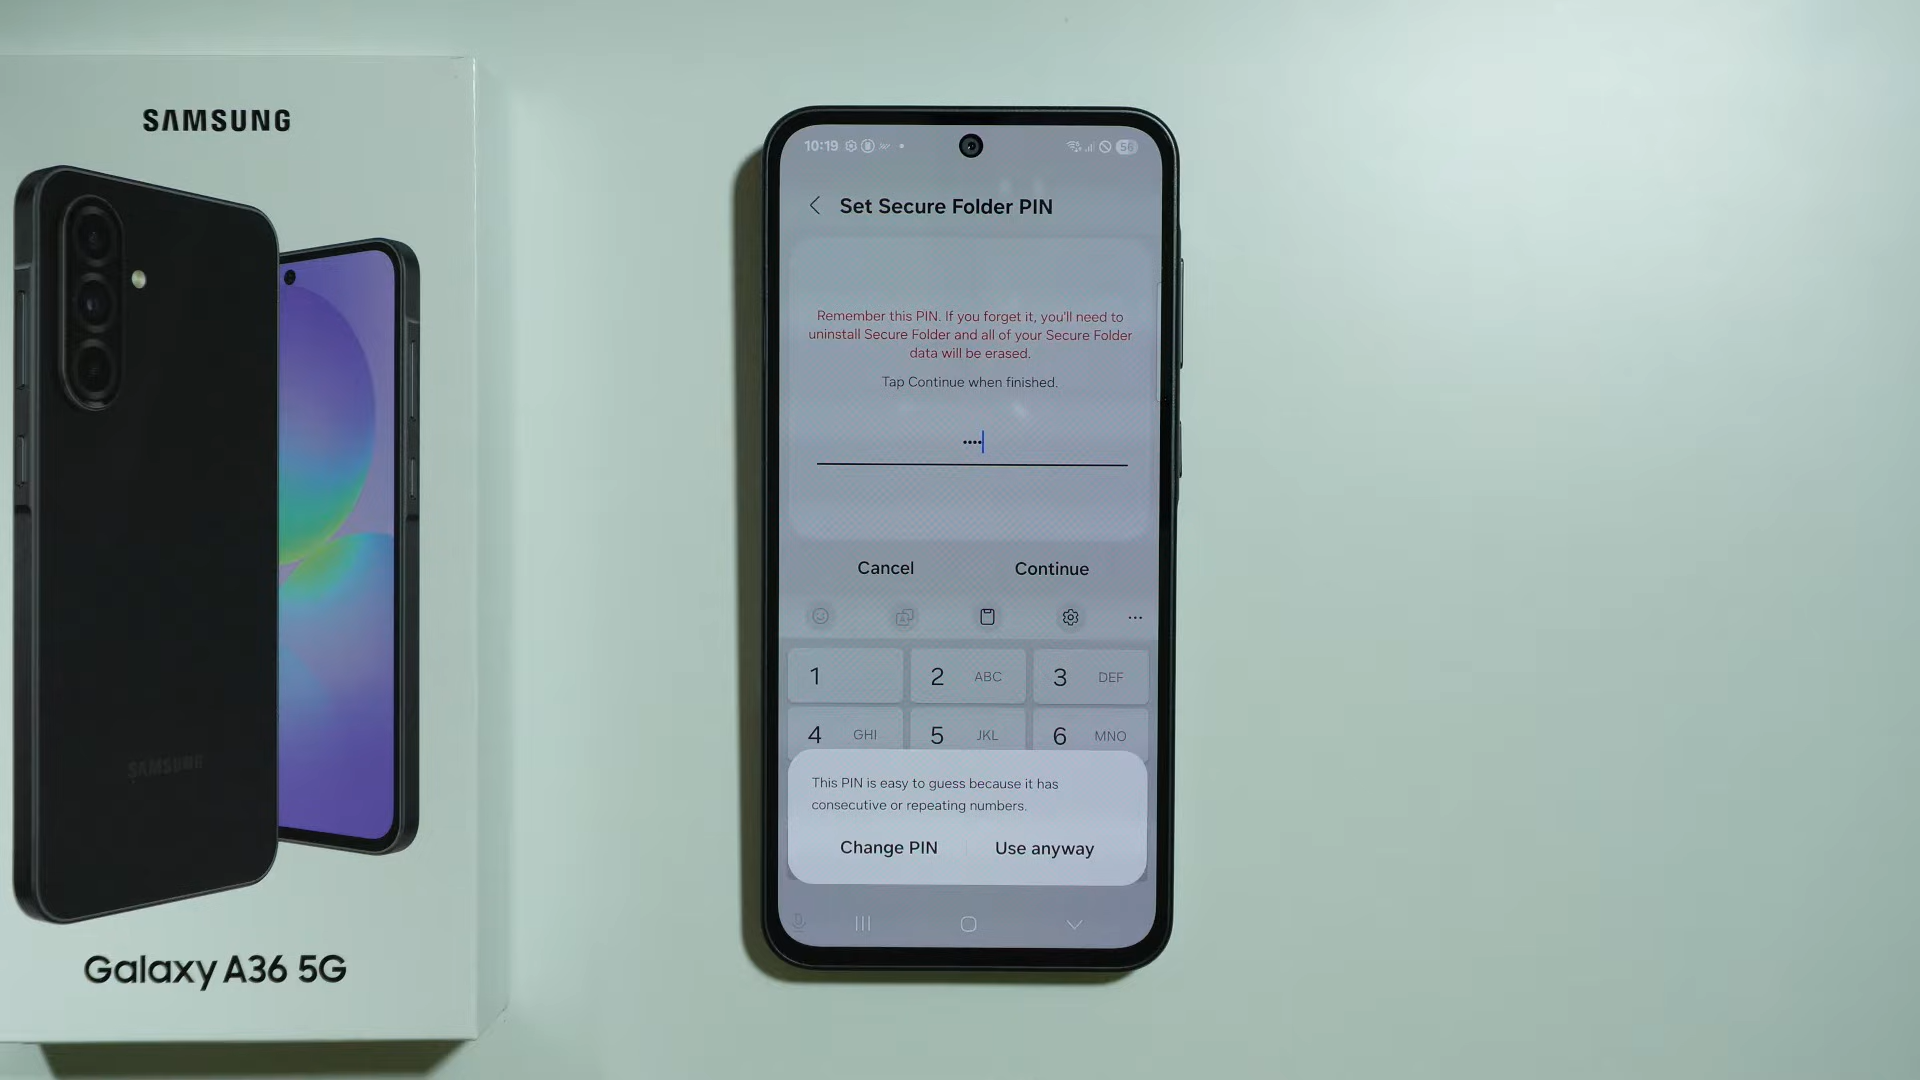 SAMSUNG
SAMSUNG
Galaxy A36 5G
10:19
56
Set Secure Folder PIN
Remember this PIN. If you forget it, you'll need to
uninstall Secure Folder and all of your Secure Folder
data will be erased.
Tap Continue when finished.
Cancel
Continue
1
2 ABC
3 DEF
4 GHI
5 JKL
6 MNO
This PIN is easy to guess because it has
consecutive or repeating numbers.
Change PIN
Use anyway